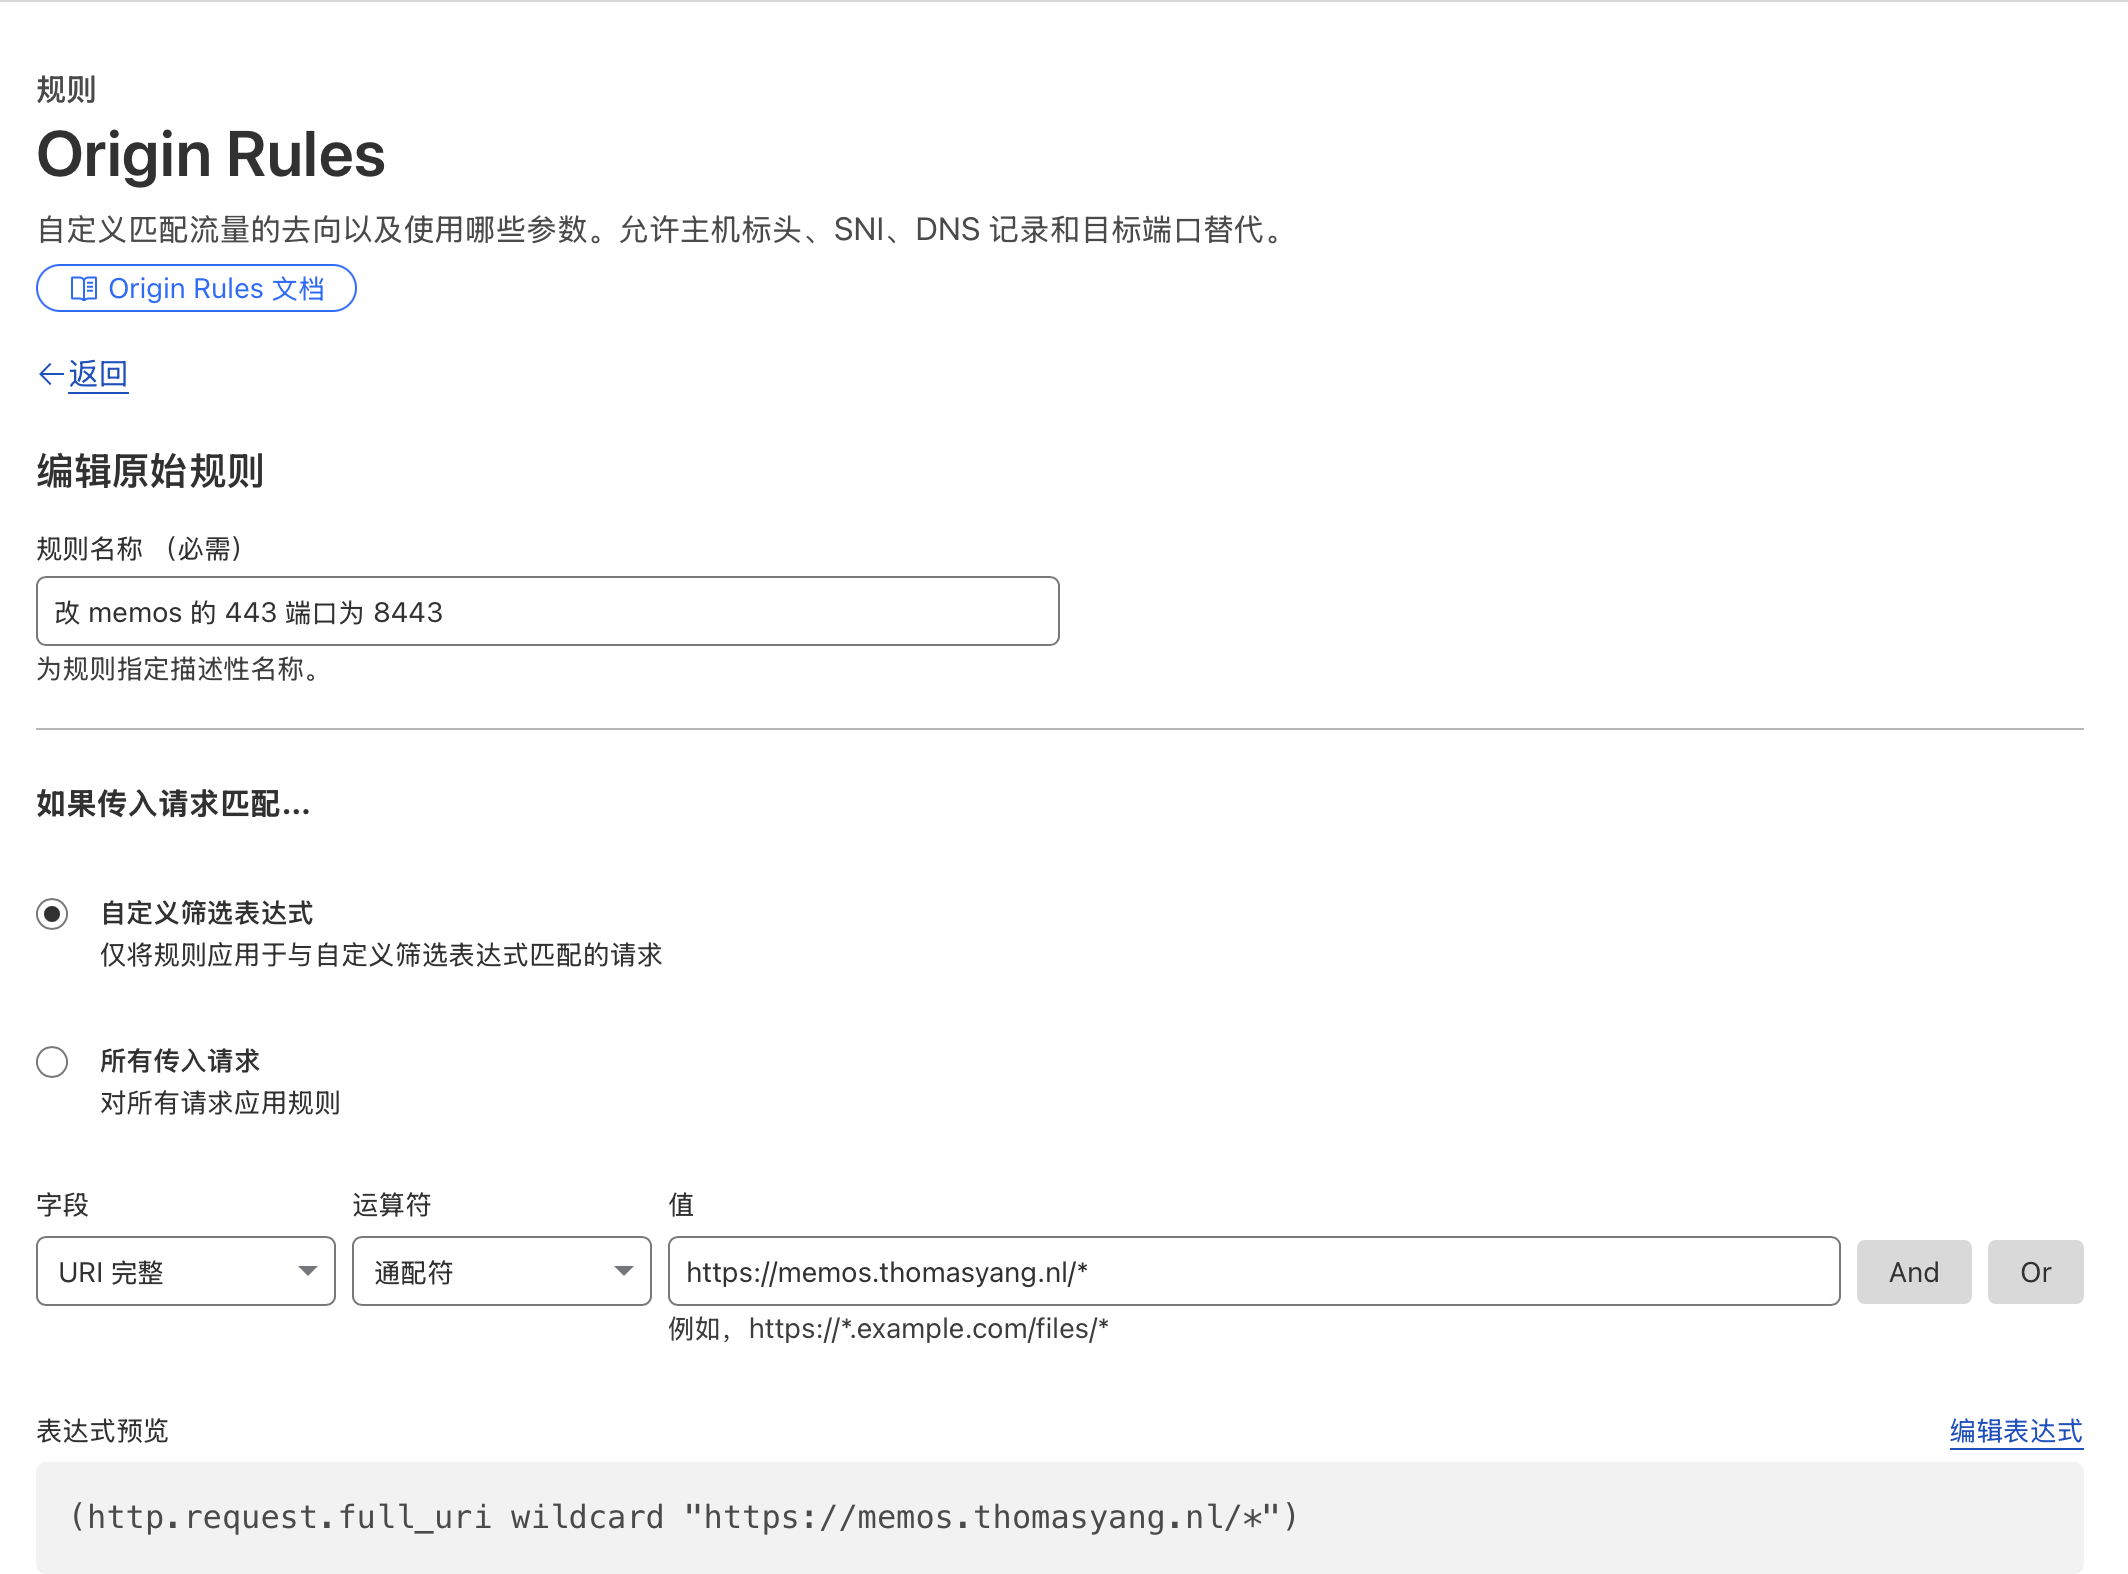 规则
Origin Rules
自定义匹配流量的去向以及使用哪些参数。允许主机标头、SNI、DNS 记录和目标端口替代。
Origin Rules 文档
←返回
编辑原始规则
规则名称 （必需）
改 memos 的 443 端口为 8443
为规则指定描述性名称。
如果传入请求匹配...
自定义筛选表达式
仅将规则应用于与自定义筛选表达式匹配的请求
所有传入请求
对所有请求应用规则
字段 运算符 值
URI 完整 通配符 https://memos.thomasyang.nl/* And Or
例如，https://*.example.com/files/*
表达式预览 编辑表达式
(http.request.full_uri wildcard "https://memos.thomasyang.nl/*")